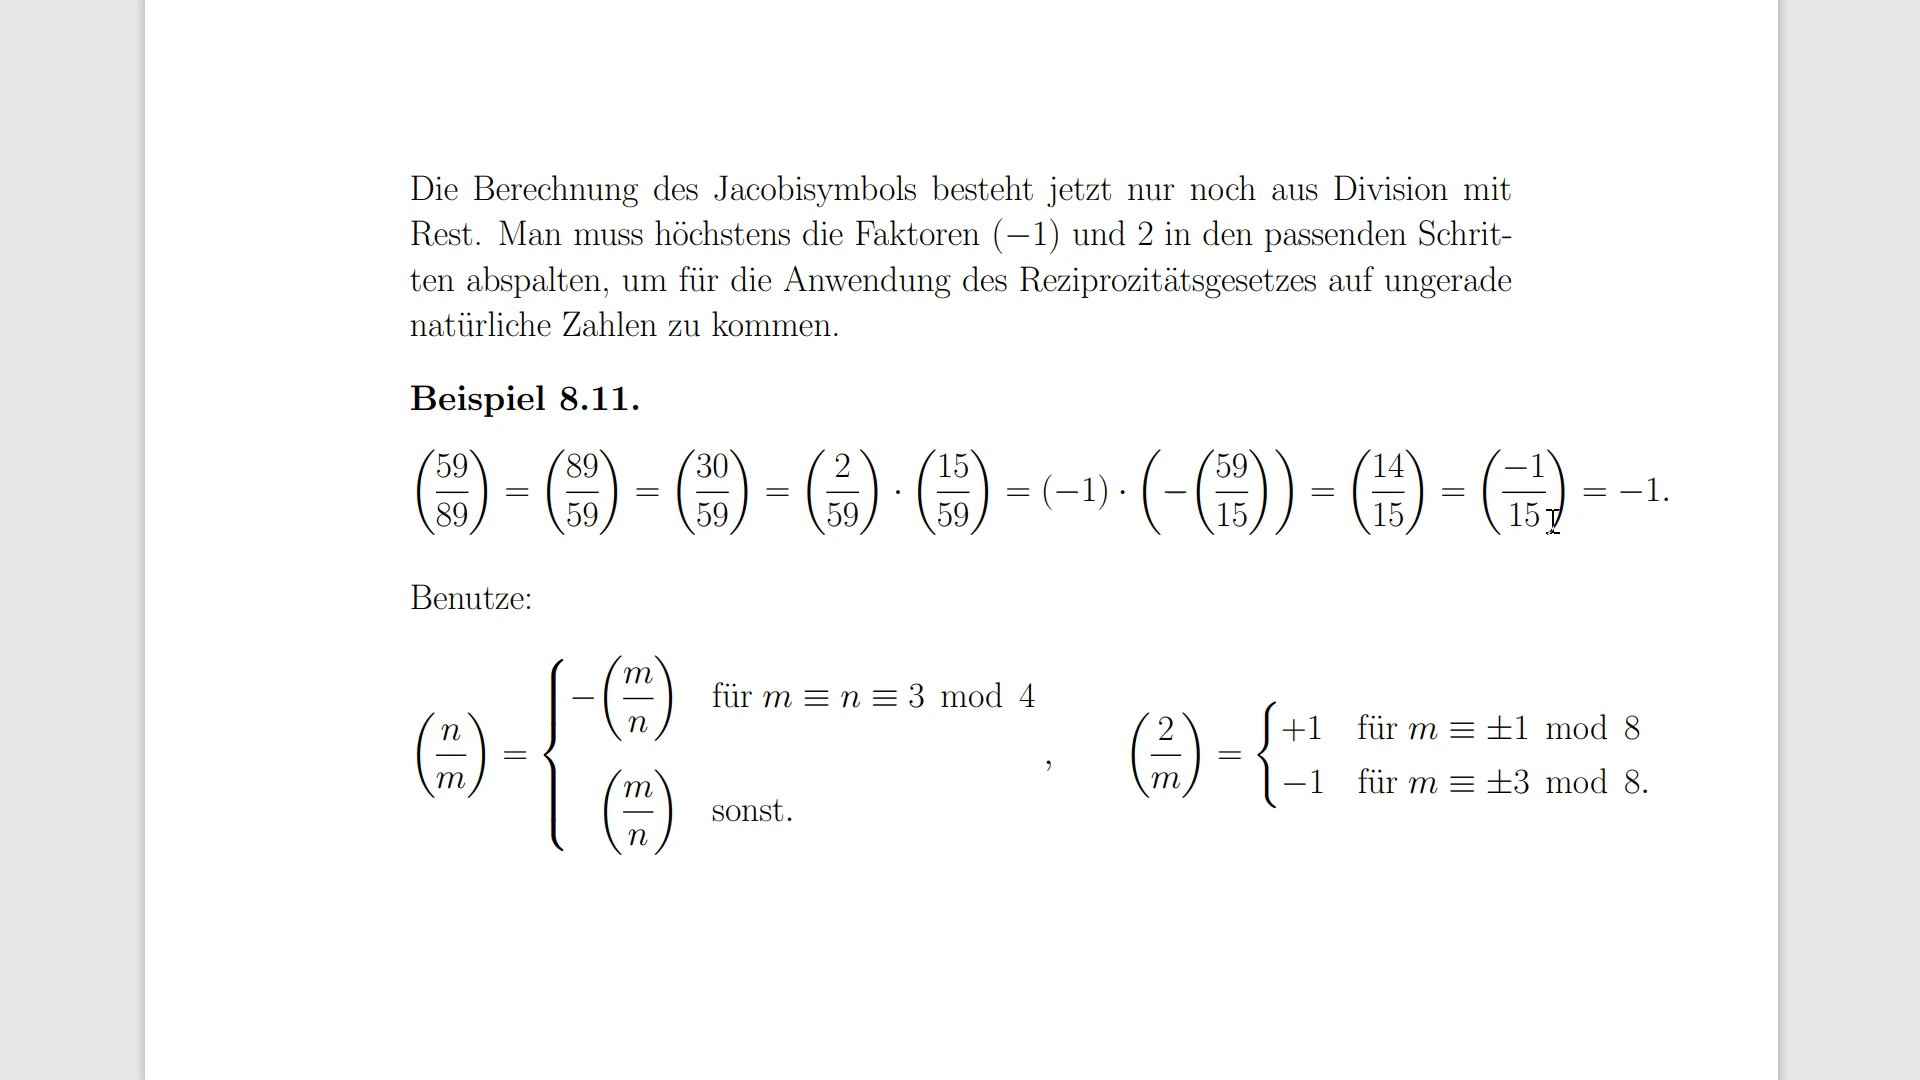 Die Berechnung des Jacobisymbols besteht jetzt nur noch aus Division mit
Rest. Man muss höchstens die Faktoren (−1) und 2 in den passenden Schrit-
ten abspalten, um für die Anwendung des Reziprozitätsgesetzes auf ungerade
natürliche Zahlen zu kommen.
Beispiel 8.11.
(59/89) = (89/59) = (30/59) = (2/59) · (15/59) = (−1) · (−(59/15)) = (14/15) = (−1/15) = −1.
Benutze:
(n/m) = { −(m/n) für m ≡ n ≡ 3 mod 4
(m/n) sonst. ,
(2/m) = { +1 für m ≡ ±1 mod 8
−1 für m ≡ ±3 mod 8.